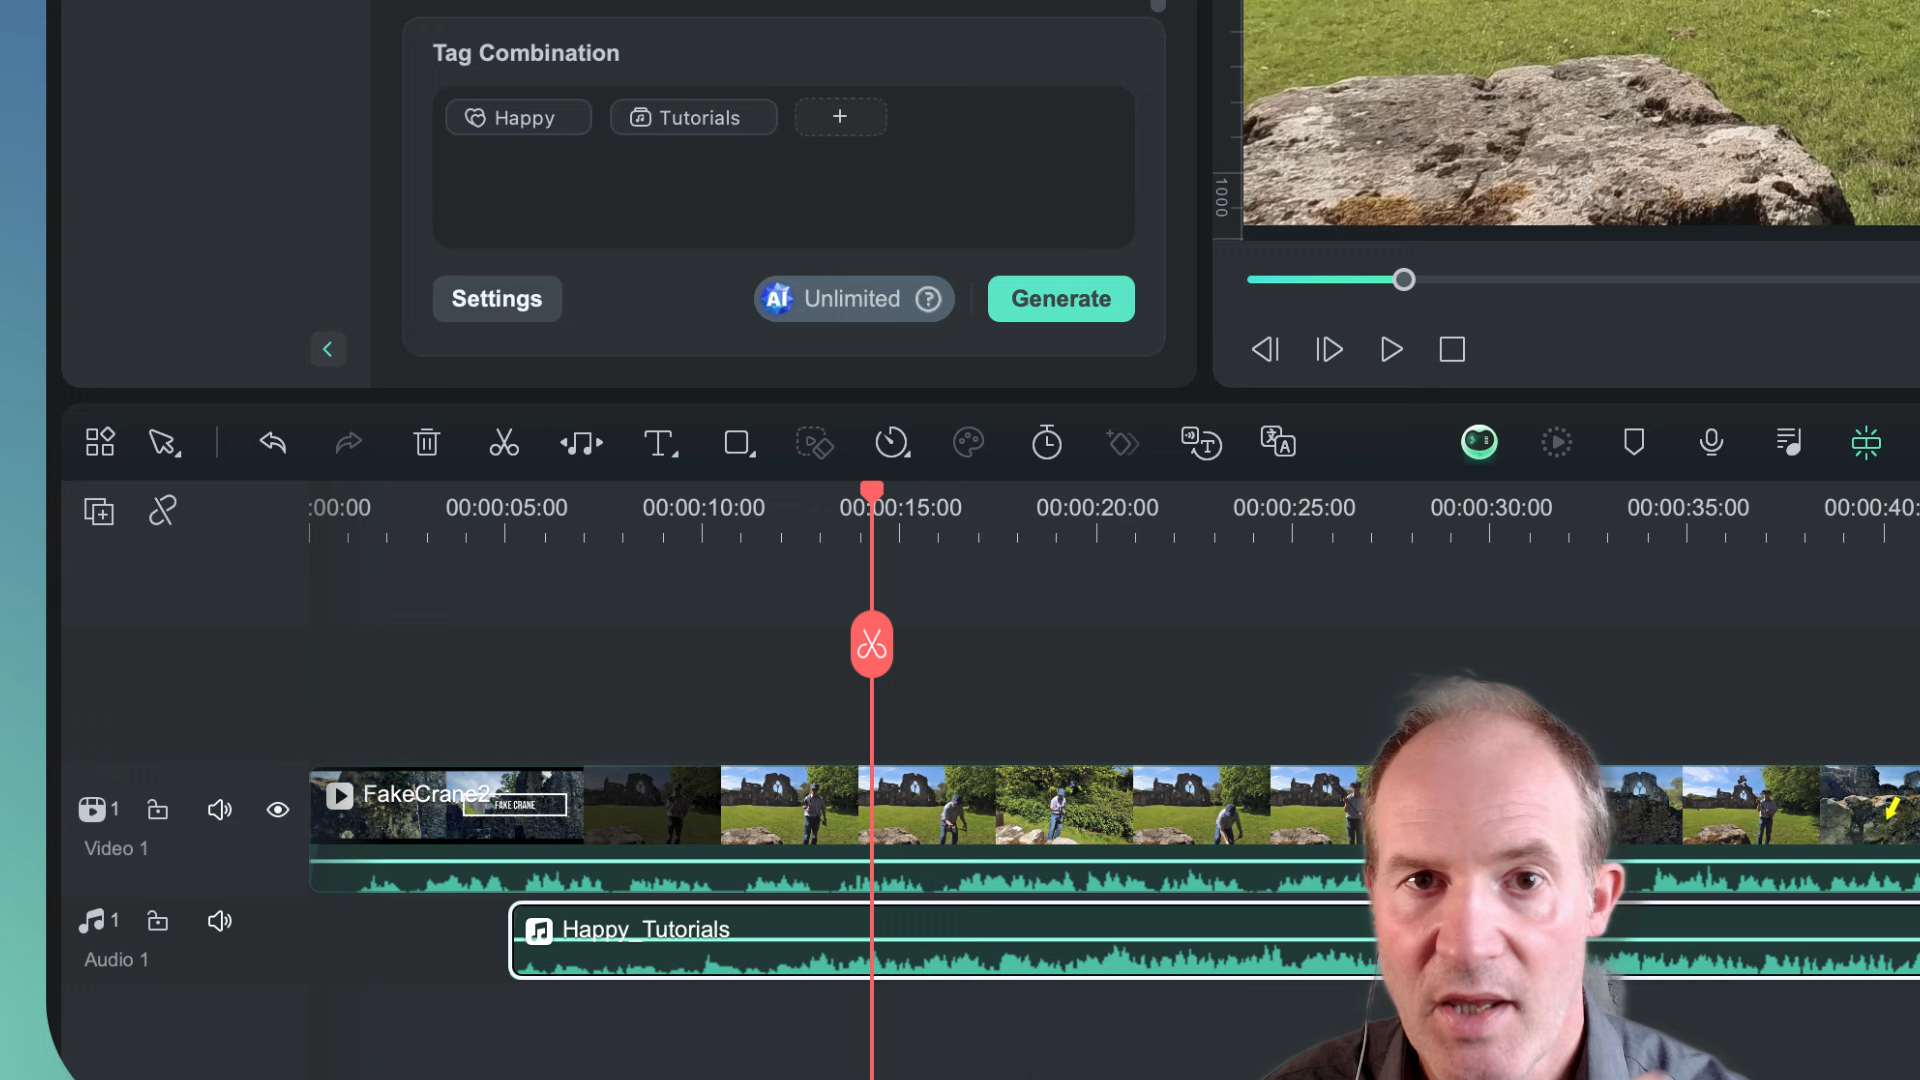 Tag Combination
Happy
Tutorials
+
Settings
AI Unlimited ?
Generate
1000
:00:00
00:00:05:00
00:00:10:00
00:00:15:00
00:00:20:00
00:00:25:00
00:00:30:00
00:00:35:00
00:00:40:
1
FakeCrane2
FAKE CRANE
Video 1
1
Happy_Tutorials
Audio 1